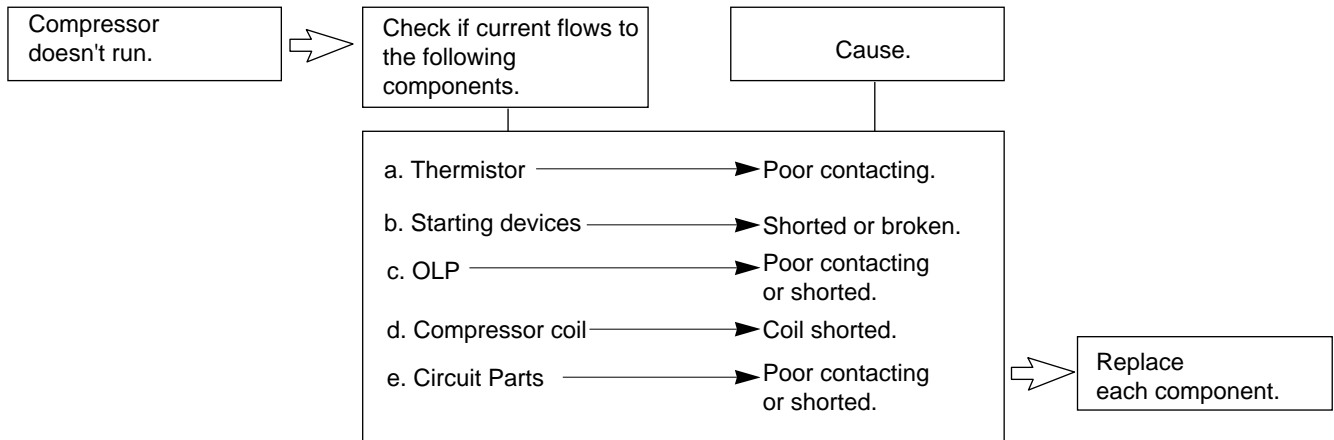 Compressor
doesn't run.
Check if current flows to
the following
components.
Cause.
a. Thermistor
Poor contacting.
b. Starting devices
Shorted or broken.
c. OLP
Poor contacting
or shorted.
d. Compressor coil
Coil shorted.
e. Circuit Parts
Poor contacting
or shorted.
Replace
each component.